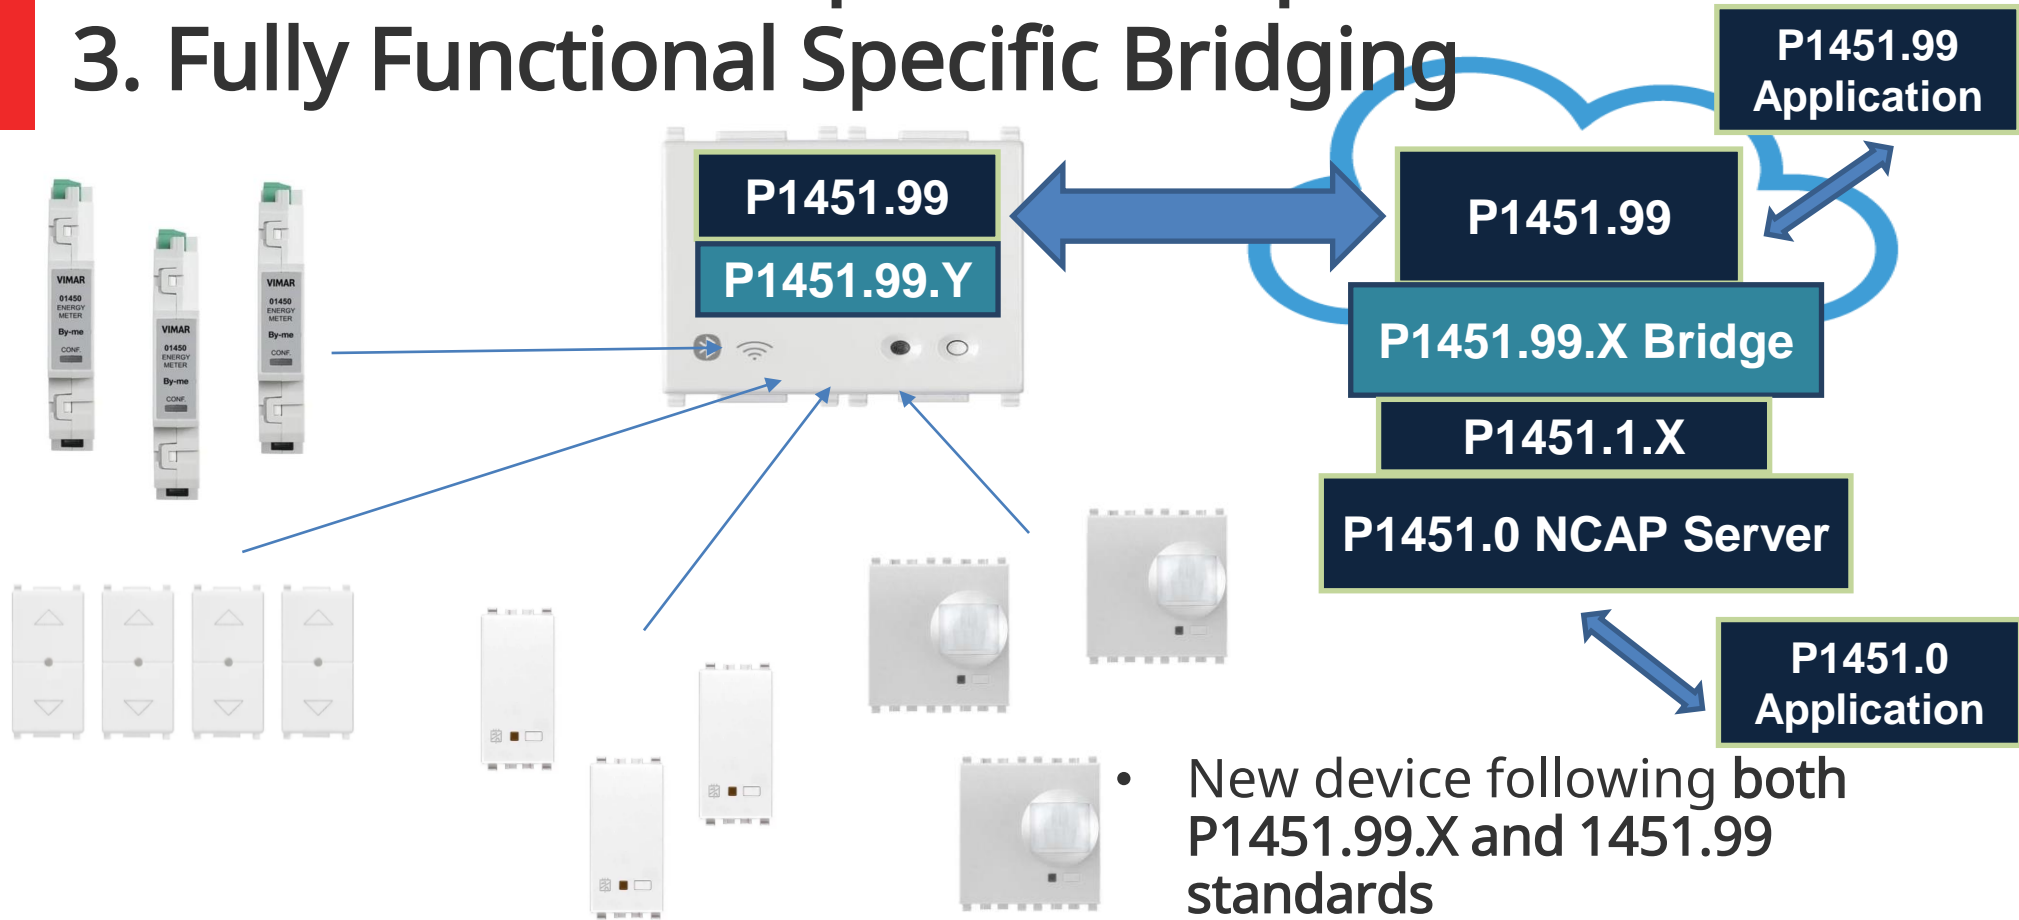 3. Fully Functional Specific Bridging
P1451.99
Application
P1451.99
P1451.99.Y
P1451.99
P1451.99.X Bridge
P1451.1.X
P1451.0 NCAP Server
P1451.0
Application
VIMAR
01450
ENERGY
METER
By-me
CONF.
VIMAR
01450
ENERGY
METER
By-me
CONF.
VIMAR
01450
ENERGY
METER
By-me
CONF.
• New device following both
P1451.99.X and 1451.99
standards